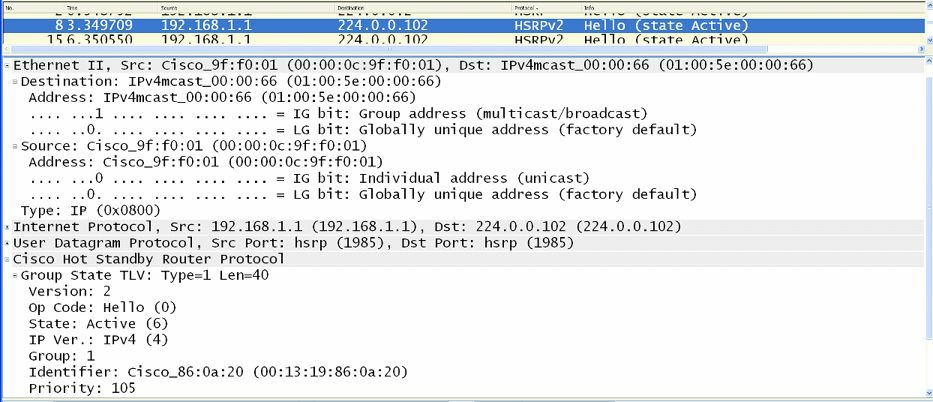 No. Time Source Destination Protocol Info
8 3.349709 192.168.1.1 224.0.0.102 HSRPv2 Hello (state Active)
15 6.350550 192.168.1.1 224.0.0.102 HSRPv2 Hello (state Active)
Ethernet II, Src: Cisco_9f:f0:01 (00:00:0c:9f:f0:01), Dst: IPv4mcast_00:00:66 (01:00:5e:00:00:66)
Destination: IPv4mcast_00:00:66 (01:00:5e:00:00:66)
Address: IPv4mcast_00:00:66 (01:00:5e:00:00:66)
.... ...1 .... .... .... .... = IG bit: Group address (multicast/broadcast)
.... ..0. .... .... .... .... = LG bit: Globally unique address (factory default)
Source: Cisco_9f:f0:01 (00:00:0c:9f:f0:01)
Address: Cisco_9f:f0:01 (00:00:0c:9f:f0:01)
.... ...0 .... .... .... .... = IG bit: Individual address (unicast)
.... ..0. .... .... .... .... = LG bit: Globally unique address (factory default)
Type: IP (0x0800)
Internet Protocol, Src: 192.168.1.1 (192.168.1.1), Dst: 224.0.0.102 (224.0.0.102)
User Datagram Protocol, Src Port: hsrp (1985), Dst Port: hsrp (1985)
Cisco Hot Standby Router Protocol
Group State TLV: Type=1 Len=40
Version: 2
Op Code: Hello (0)
State: Active (6)
IP Ver.: IPv4 (4)
Group: 1
Identifier: Cisco_86:0a:20 (00:13:19:86:0a:20)
Priority: 105